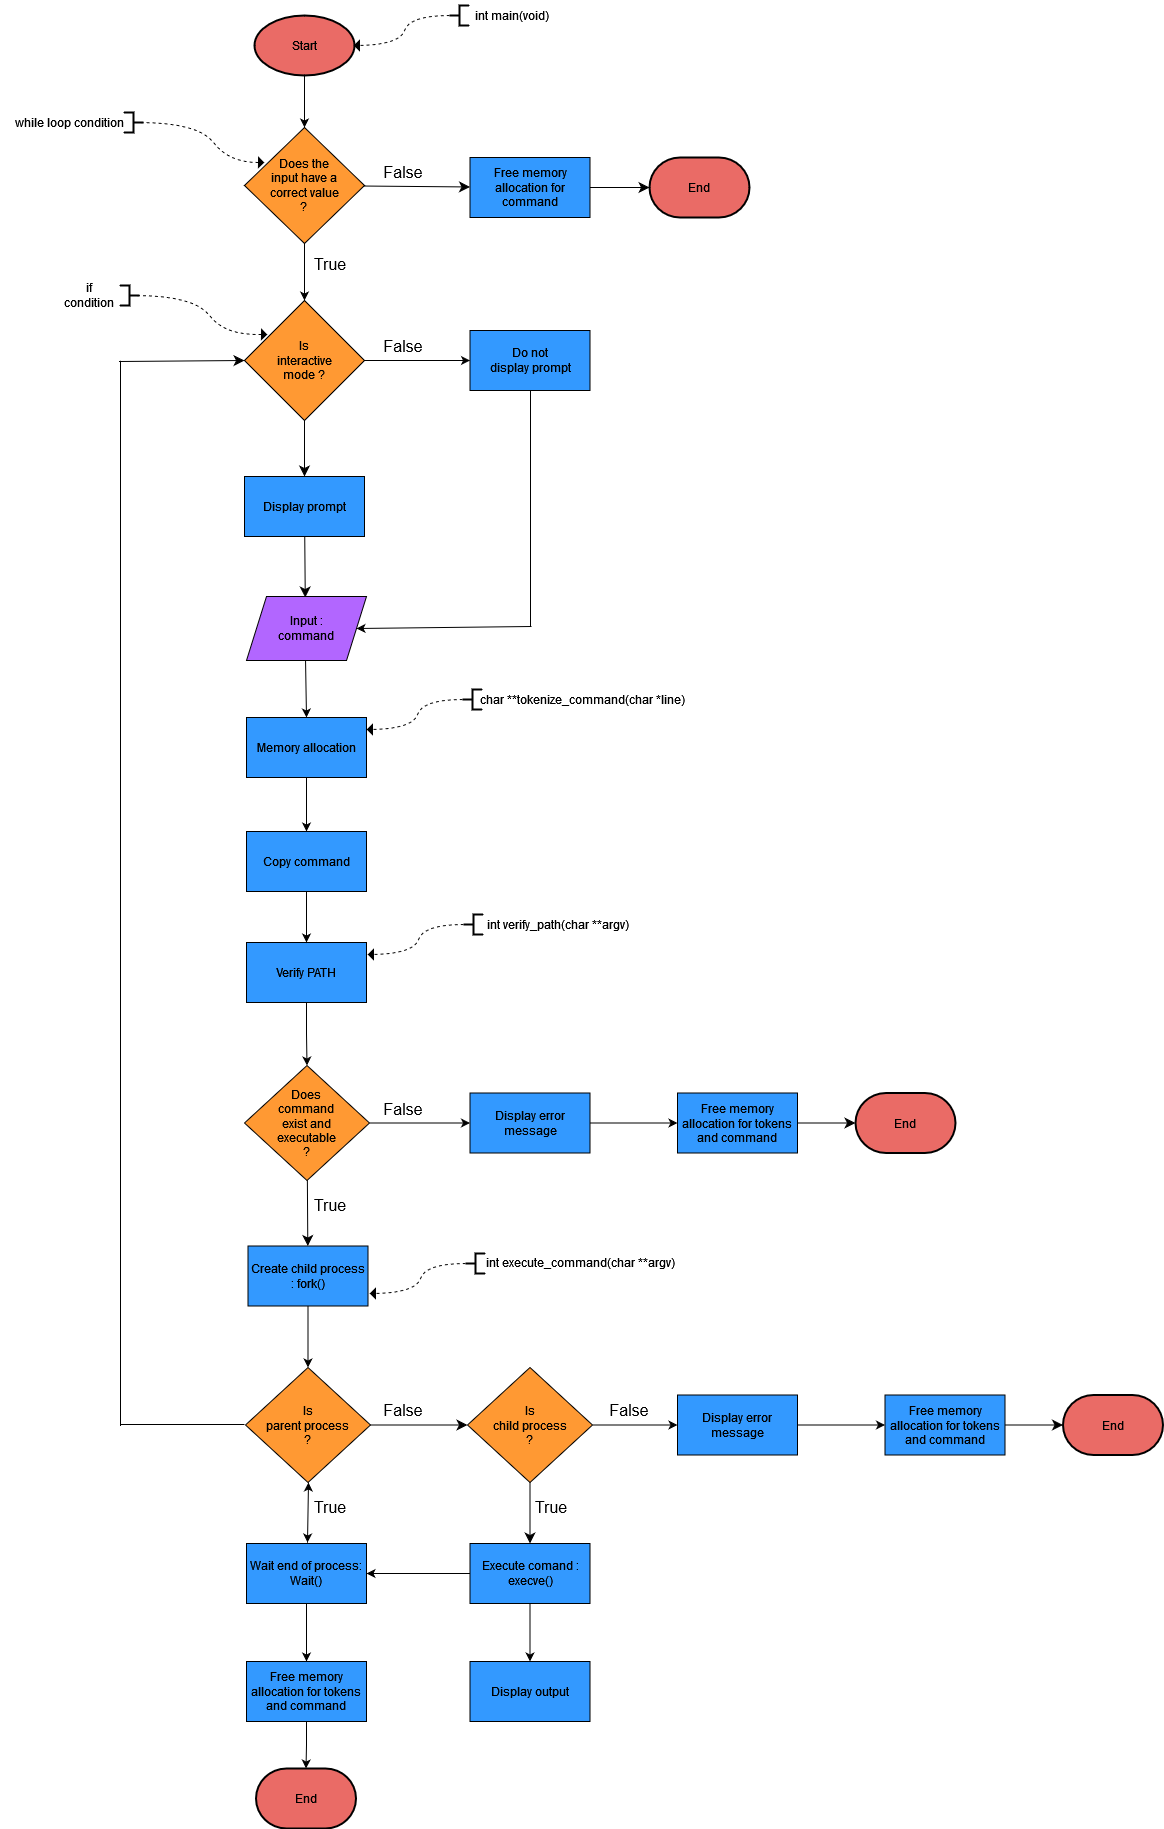 int main(void)
Start
while loop condition
Does the
input have a
correct value
?
False
Free memory
allocation for
command
End
True
if
condition
Is
interactive
mode ?
False
Do not
display prompt
Display prompt
Input :
command
char **tokenize_command(char *line)
Memory allocation
Copy command
int verify_path(char **argv)
Verify PATH
Does
command
exist and
executable
?
False
Display error
message
Free memory
allocation for tokens
and command
End
True
Create child process
: fork()
int execute_command(char **argv)
Is
parent process
?
False
Is
child process
?
False
Display error
message
Free memory
allocation for tokens
and command
End
True
True
Wait end of process:
Wait()
Execute comand :
execve()
Free memory
allocation for tokens
and command
Display output
End